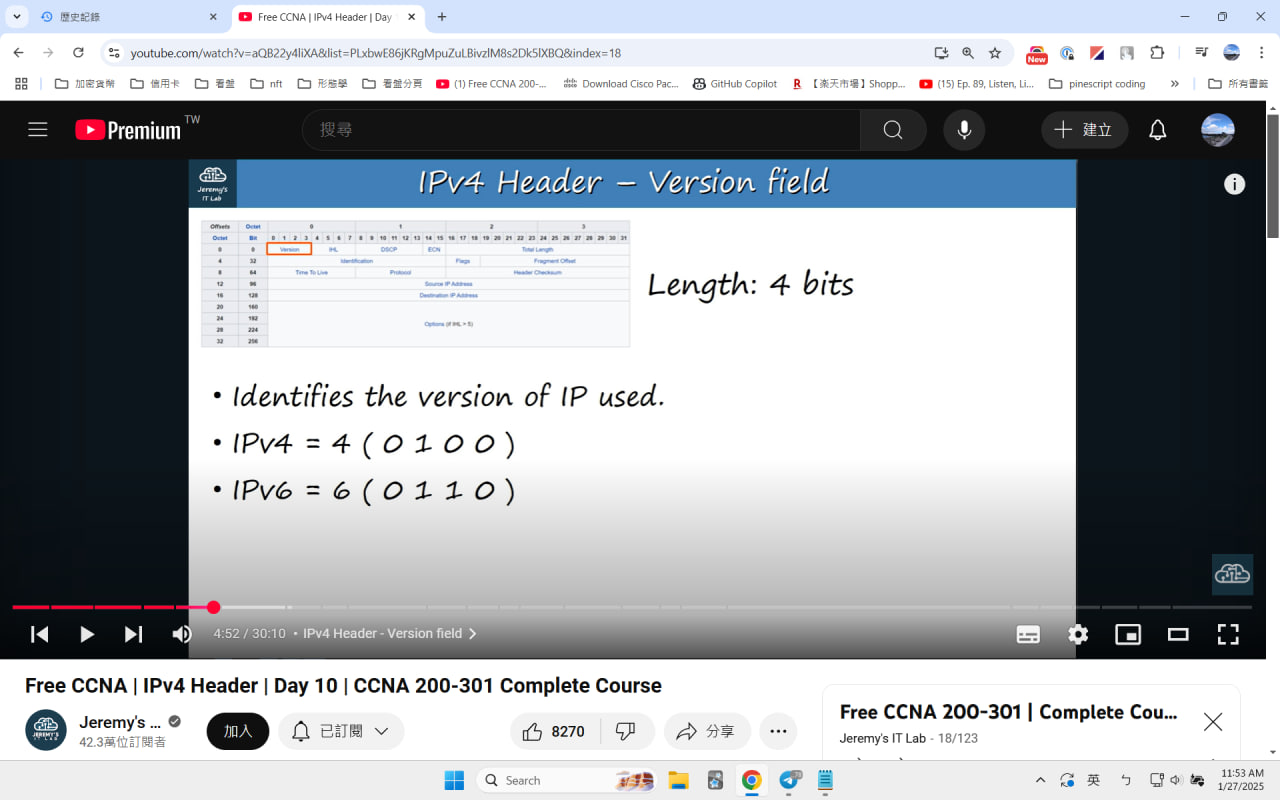 歷史記錄
Free CCNA | IPv4 Header | Day 1
youtube.com/watch?v=aQB22y4liXA&list=PLxbwE86jKRgMpuZuLBivzlM8s2Dk5lXBQ&index=18
New
加密貨幣 信用卡 看盤 nft 形態學 看盤分頁 (1) Free CCNA 200-... Download Cisco Pac... GitHub Copilot 【楽天市場】Shopp... (15) Ep. 89, Listen, Li... pinescript coding » 所有書籤
Premium TW
搜尋
建立
Jeremy's
IT Lab
IPv4 Header – Version field
Offsets Octet 0 1 2 3
Octet Bit 0 1 2 3 4 5 6 7 8 9 10 11 12 13 14 15 16 17 18 19 20 21 22 23 24 25 26 27 28 29 30 31
0 0 Version IHL DSCP ECN Total Length
4 32 Identification Flags Fragment Offset
8 64 Time To Live Protocol Header Checksum
12 96 Source IP Address
16 128 Destination IP Address
20 160
24 192 Options (if IHL > 5)
28 224
32 256
Length: 4 bits
• Identifies the version of IP used.
• IPv4 = 4 ( 0 1 0 0 )
• IPv6 = 6 ( 0 1 1 0 )
4:52 / 30:10 • IPv4 Header - Version field
Free CCNA | IPv4 Header | Day 10 | CCNA 200-301 Complete Course
JEREMY'S
IT LAB
Jeremy's ...
42.3萬位訂閱者
加入
已訂閱
8270
分享
Free CCNA 200-301 | Complete Cou...
Jeremy's IT Lab - 18/123
Search
英
ㄅ
11:53 AM
1/27/2025